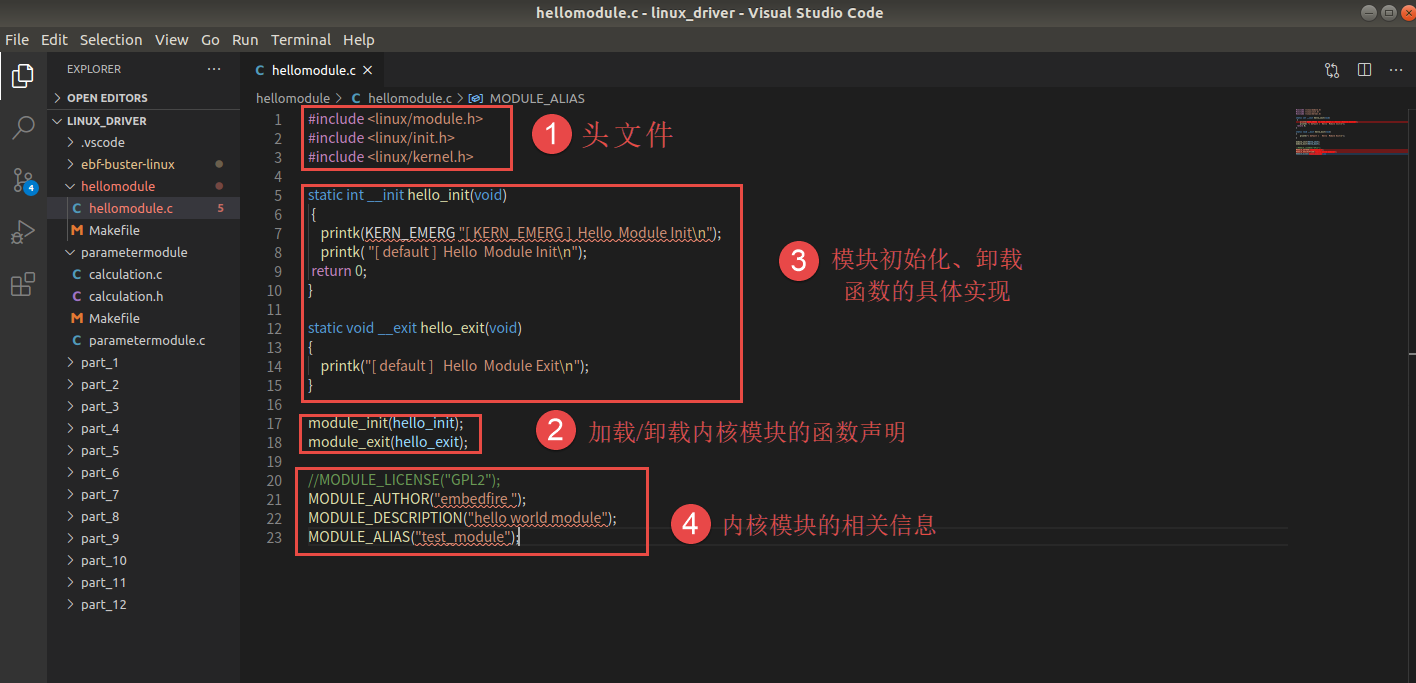 hellomodule.c - linux_driver - Visual Studio Code
File Edit Selection View Go Run Terminal Help
EXPLORER ···
OPEN EDITORS
LINUX_DRIVER
.vscode
ebf-buster-linux
hellomodule
C hellomodule.c 5
M Makefile
parametermodule
C calculation.c
C calculation.h
M Makefile
C parametermodule.c
part_1
part_2
part_3
part_4
part_5
part_6
part_7
part_8
part_9
part_10
part_11
part_12
4
C hellomodule.c ×
hellomodule > C hellomodule.c > MODULE_ALIAS
1 #include <linux/module.h>
2 #include <linux/init.h>
3 #include <linux/kernel.h>
4
5 static int __init hello_init(void)
6 {
7 printk(KERN_EMERG "[ KERN_EMERG ]  Hello  Module Init\n");
8 printk( "[ default ]  Hello  Module Init\n");
9 return 0;
10 }
11
12 static void __exit hello_exit(void)
13 {
14 printk("[ default ]   Hello  Module Exit\n");
15 }
16
17 module_init(hello_init);
18 module_exit(hello_exit);
19
20 //MODULE_LICENSE("GPL2");
21 MODULE_AUTHOR("embedfire ");
22 MODULE_DESCRIPTION("hello world module");
23 MODULE_ALIAS("test_module");
1 头文件
3 模块初始化、卸载
函数的具体实现
2 加载/卸载内核模块的函数声明
4 内核模块的相关信息